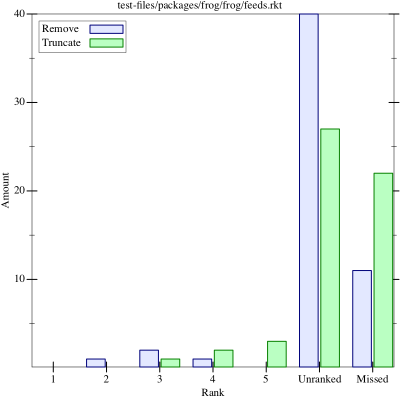 test-files/packages/frog/frog/feeds.rkt
Remove
Truncate
40
30
20
10
Amount
1 2 3 4 5 Unranked Missed
Rank